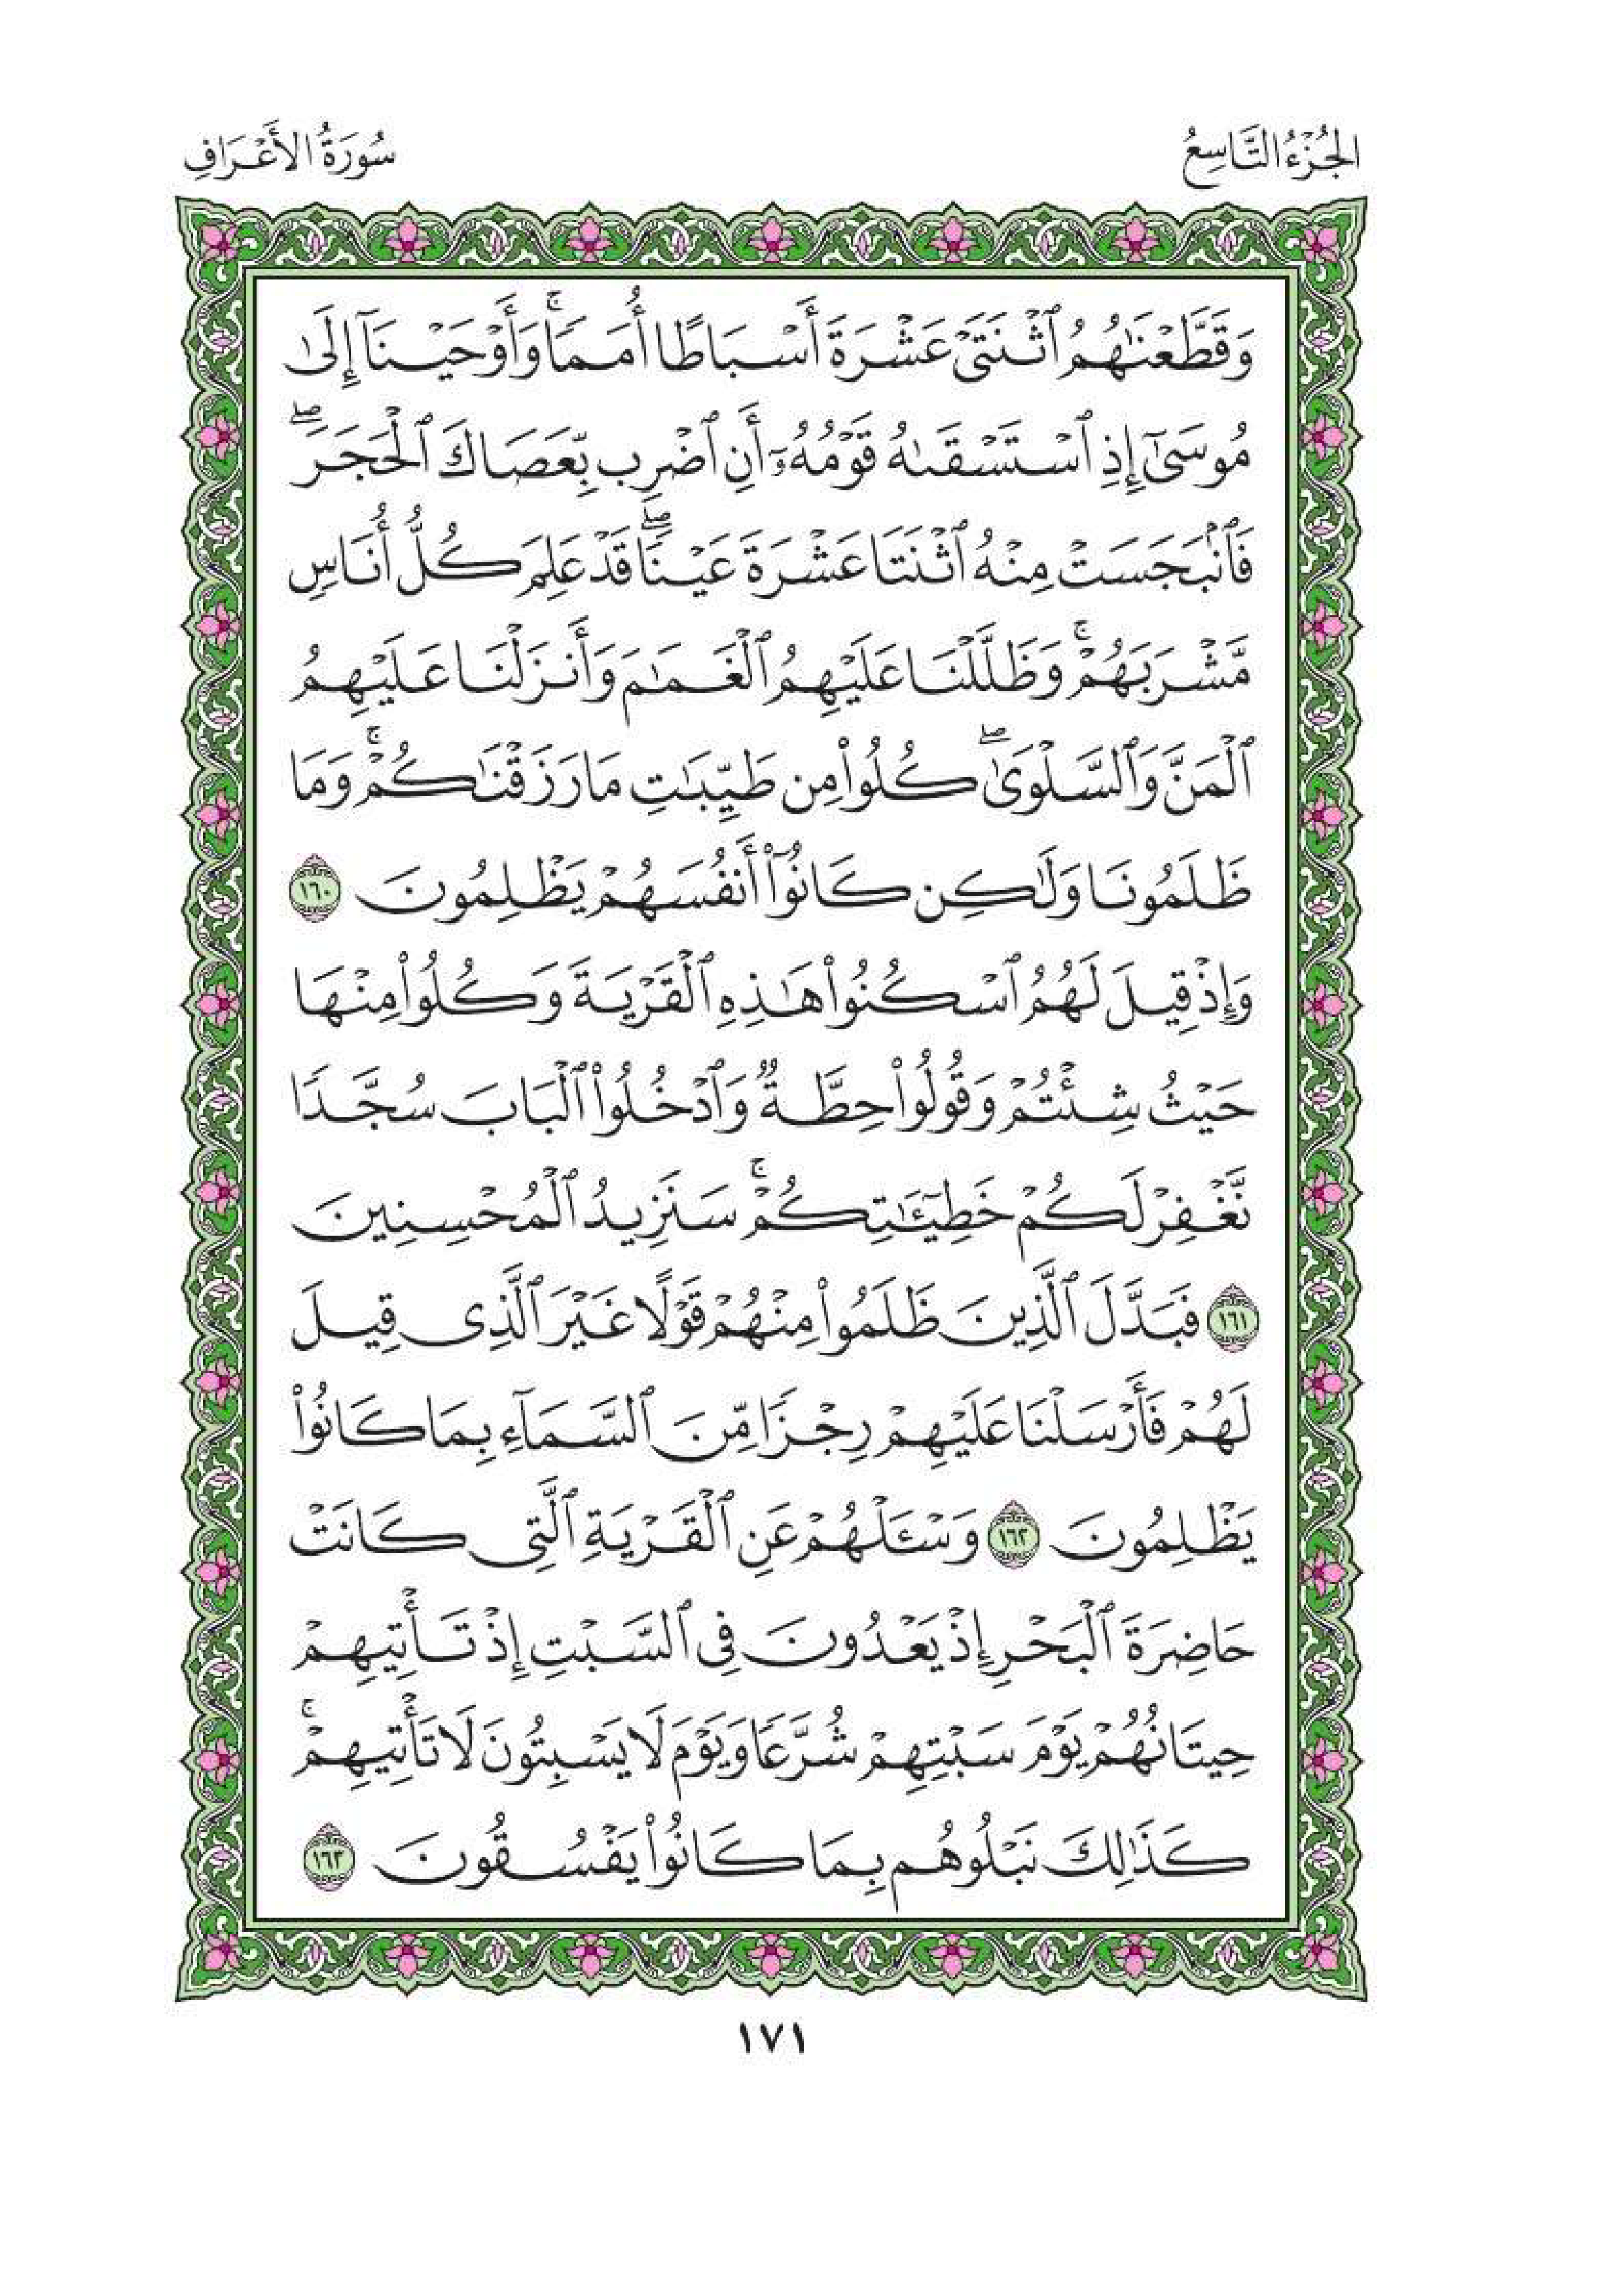 الجُزْءُ التَّاسِعُ
سُورَةُ الأَعْرَافِ
وَقَطَّعْنَٰهُمُ ٱثْنَتَىْ عَشْرَةَ أَسْبَاطًا أُمَمًا ۚ وَأَوْحَيْنَآ إِلَىٰ
مُوسَىٰٓ إِذِ ٱسْتَسْقَىٰهُ قَوْمُهُۥٓ أَنِ ٱضْرِب بِّعَصَاكَ ٱلْحَجَرَ ۖ
فَٱنۢبَجَسَتْ مِنْهُ ٱثْنَتَا عَشْرَةَ عَيْنًا ۖ قَدْ عَلِمَ كُلُّ أُنَاسٍ
مَّشْرَبَهُمْ ۚ وَظَلَّلْنَا عَلَيْهِمُ ٱلْغَمَٰمَ وَأَنزَلْنَا عَلَيْهِمُ
ٱلْمَنَّ وَٱلسَّلْوَىٰ ۖ كُلُوا۟ مِن طَيِّبَٰتِ مَا رَزَقْنَٰكُمْ ۚ وَمَا
ظَلَمُونَا وَلَٰكِن كَانُوٓا۟ أَنفُسَهُمْ يَظْلِمُونَ ١٦٠
وَإِذْ قِيلَ لَهُمُ ٱسْكُنُوا۟ هَٰذِهِ ٱلْقَرْيَةَ وَكُلُوا۟ مِنْهَا
حَيْثُ شِئْتُمْ وَقُولُوا۟ حِطَّةٌ وَٱدْخُلُوا۟ ٱلْبَابَ سُجَّدًا
نَّغْفِرْ لَكُمْ خَطِيٓـَٰٔتِكُمْ ۚ سَنَزِيدُ ٱلْمُحْسِنِينَ
١٦١ فَبَدَّلَ ٱلَّذِينَ ظَلَمُوا۟ مِنْهُمْ قَوْلًا غَيْرَ ٱلَّذِى قِيلَ
لَهُمْ فَأَرْسَلْنَا عَلَيْهِمْ رِجْزًا مِّنَ ٱلسَّمَآءِ بِمَا كَانُوا۟
يَظْلِمُونَ ١٦٢ وَسْـَٔلْهُمْ عَنِ ٱلْقَرْيَةِ ٱلَّتِى كَانَتْ
حَاضِرَةَ ٱلْبَحْرِ إِذْ يَعْدُونَ فِى ٱلسَّبْتِ إِذْ تَأْتِيهِمْ
حِيتَانُهُمْ يَوْمَ سَبْتِهِمْ شُرَّعًا وَيَوْمَ لَا يَسْبِتُونَ لَا تَأْتِيهِمْ ۚ
كَذَٰلِكَ نَبْلُوهُم بِمَا كَانُوا۟ يَفْسُقُونَ ١٦٣
١٧١